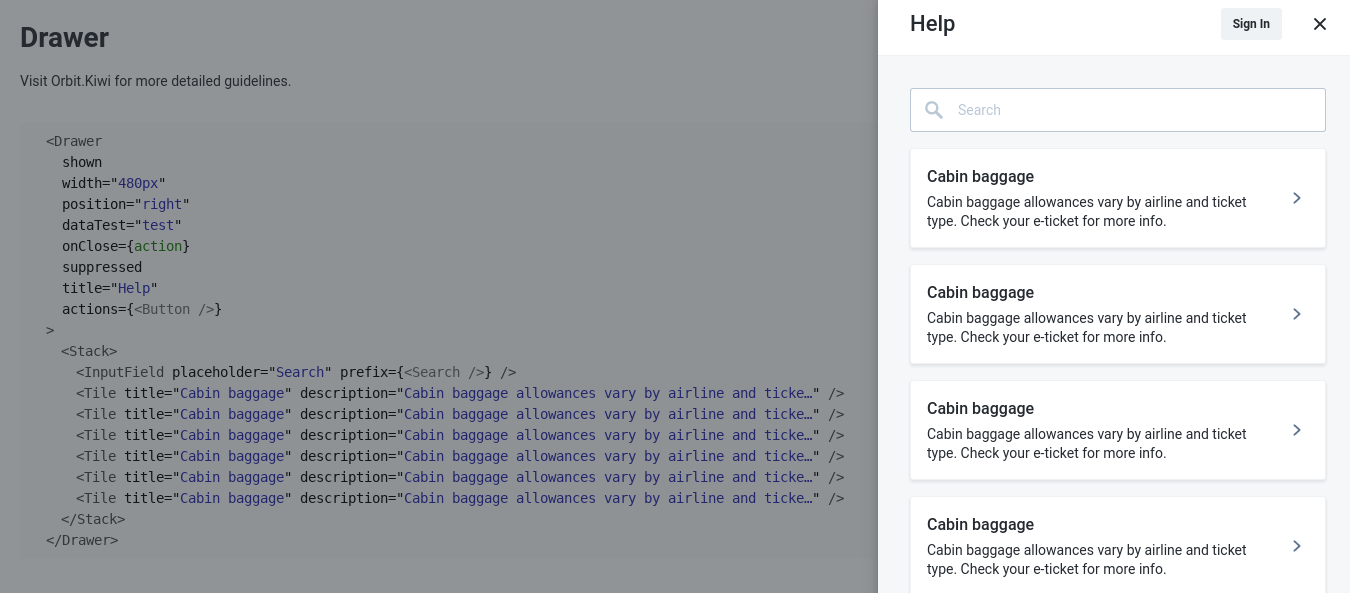 Drawer
Visit Orbit.Kiwi for more detailed guidelines.
<Drawer
shown
width="480px"
position="right"
dataTest="test"
onClose={action}
suppressed
title="Help"
actions={<Button />}
>
<Stack>
<InputField placeholder="Search" prefix={<Search />} />
<Tile title="Cabin baggage" description="Cabin baggage allowances vary by airline and ticke…" />
<Tile title="Cabin baggage" description="Cabin baggage allowances vary by airline and ticke…" />
<Tile title="Cabin baggage" description="Cabin baggage allowances vary by airline and ticke…" />
<Tile title="Cabin baggage" description="Cabin baggage allowances vary by airline and ticke…" />
<Tile title="Cabin baggage" description="Cabin baggage allowances vary by airline and ticke…" />
<Tile title="Cabin baggage" description="Cabin baggage allowances vary by airline and ticke…" />
</Stack>
</Drawer>
Help
Sign In
Search
Cabin baggage
Cabin baggage allowances vary by airline and ticket
type. Check your e-ticket for more info.
Cabin baggage
Cabin baggage allowances vary by airline and ticket
type. Check your e-ticket for more info.
Cabin baggage
Cabin baggage allowances vary by airline and ticket
type. Check your e-ticket for more info.
Cabin baggage
Cabin baggage allowances vary by airline and ticket
type. Check your e-ticket for more info.